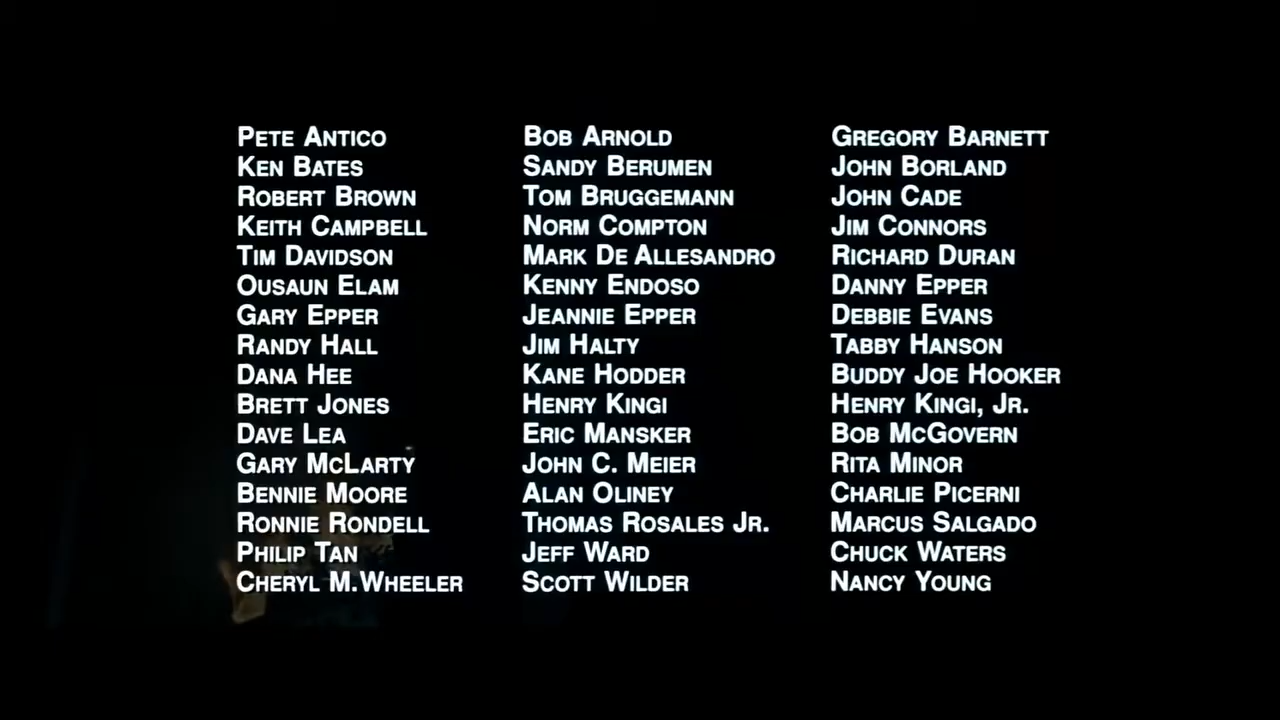 PETE ANTICO BOB ARNOLD GREGORY BARNETT
KEN BATES SANDY BERUMEN JOHN BORLAND
ROBERT BROWN TOM BRUGGEMANN JOHN CADE
KEITH CAMPBELL NORM COMPTON JIM CONNORS
TIM DAVIDSON MARK DE ALLESANDRO RICHARD DURAN
OUSAUN ELAM KENNY ENDOSO DANNY EPPER
GARY EPPER JEANNIE EPPER DEBBIE EVANS
RANDY HALL JIM HALTY TABBY HANSON
DANA HEE KANE HODDER BUDDY JOE HOOKER
BRETT JONES HENRY KINGI HENRY KINGI, JR.
DAVE LEA ERIC MANSKER BOB MCGOVERN
GARY MCLARTY JOHN C. MEIER RITA MINOR
BENNIE MOORE ALAN OLINEY CHARLIE PICERNI
RONNIE RONDELL THOMAS ROSALES JR. MARCUS SALGADO
PHILIP TAN JEFF WARD CHUCK WATERS
CHERYL M.WHEELER SCOTT WILDER NANCY YOUNG